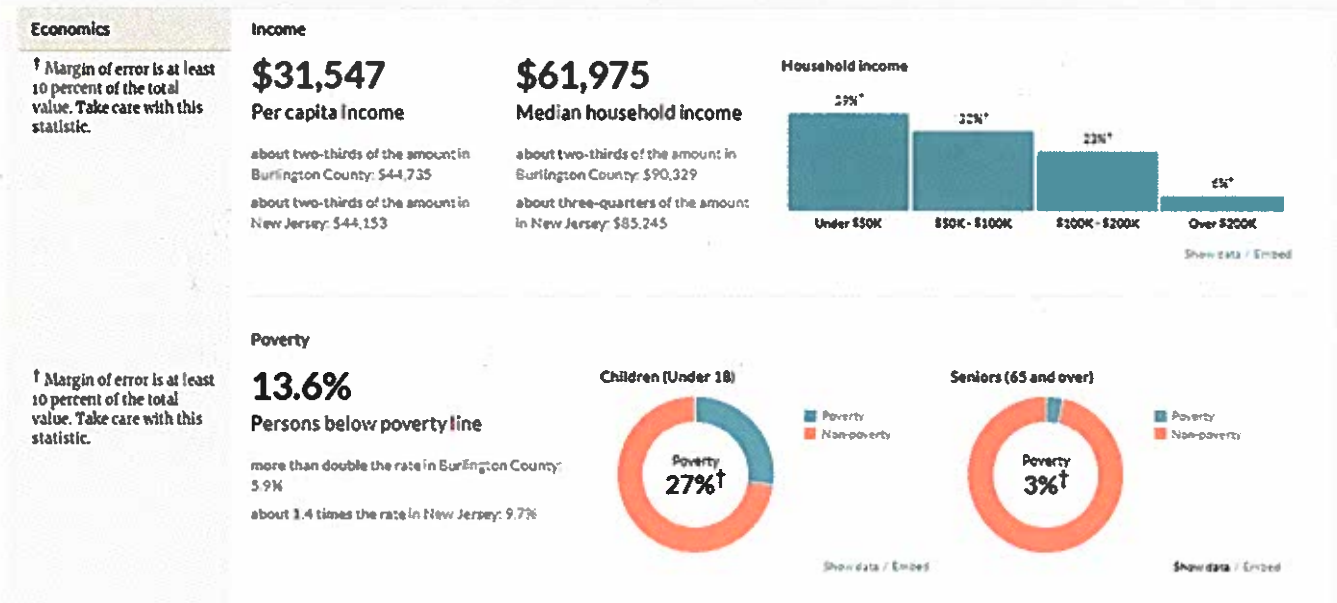 Economics
† Margin of error is at least
10 percent of the total
value. Take care with this
statistic.
Income
$31,547
Per capita income
about two-thirds of the amount in
Burlington County: $44,735
about two-thirds of the amount in
New Jersey: $44,153
$61,975
Median household income
about two-thirds of the amount in
Burlington County: $90,329
about three-quarters of the amount
in New Jersey: $85,245
Household income
39%†
32%†
23%†
6%†
Under $50K
$50K - $100K
$100K - $200K
Over $200K
Show data / Embed
† Margin of error is at least
10 percent of the total
value. Take care with this
statistic.
Poverty
13.6%
Persons below poverty line
more than double the rate in Burlington County:
5.9%
about 1.4 times the rate in New Jersey: 9.7%
Children (Under 18)
Poverty
27%†
Poverty
Non-poverty
Show data / Embed
Seniors (65 and over)
Poverty
3%†
Poverty
Non-poverty
Show data / Embed